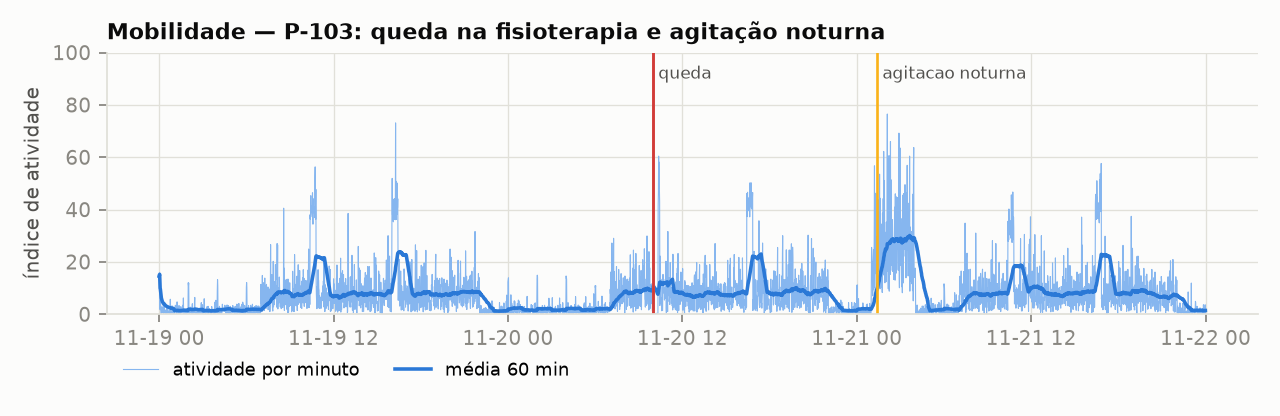 Mobilidade — P-103: queda na fisioterapia e agitação noturna
índice de atividade
100
80
60
40
20
0
queda
agitacao noturna
11-19 00
11-19 12
11-20 00
11-20 12
11-21 00
11-21 12
11-22 00
atividade por minuto
média 60 min